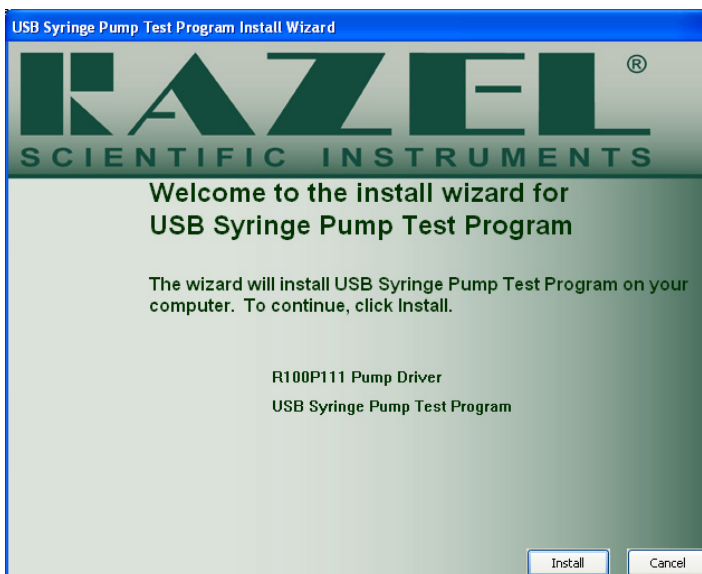 USB Syringe Pump Test Program Install Wizard
RAZEL®
SCIENTIFIC INSTRUMENTS
Welcome to the install wizard for
USB Syringe Pump Test Program
The wizard will install USB Syringe Pump Test Program on your
computer. To continue, click Install.
R100P111 Pump Driver
USB Syringe Pump Test Program
Install Cancel